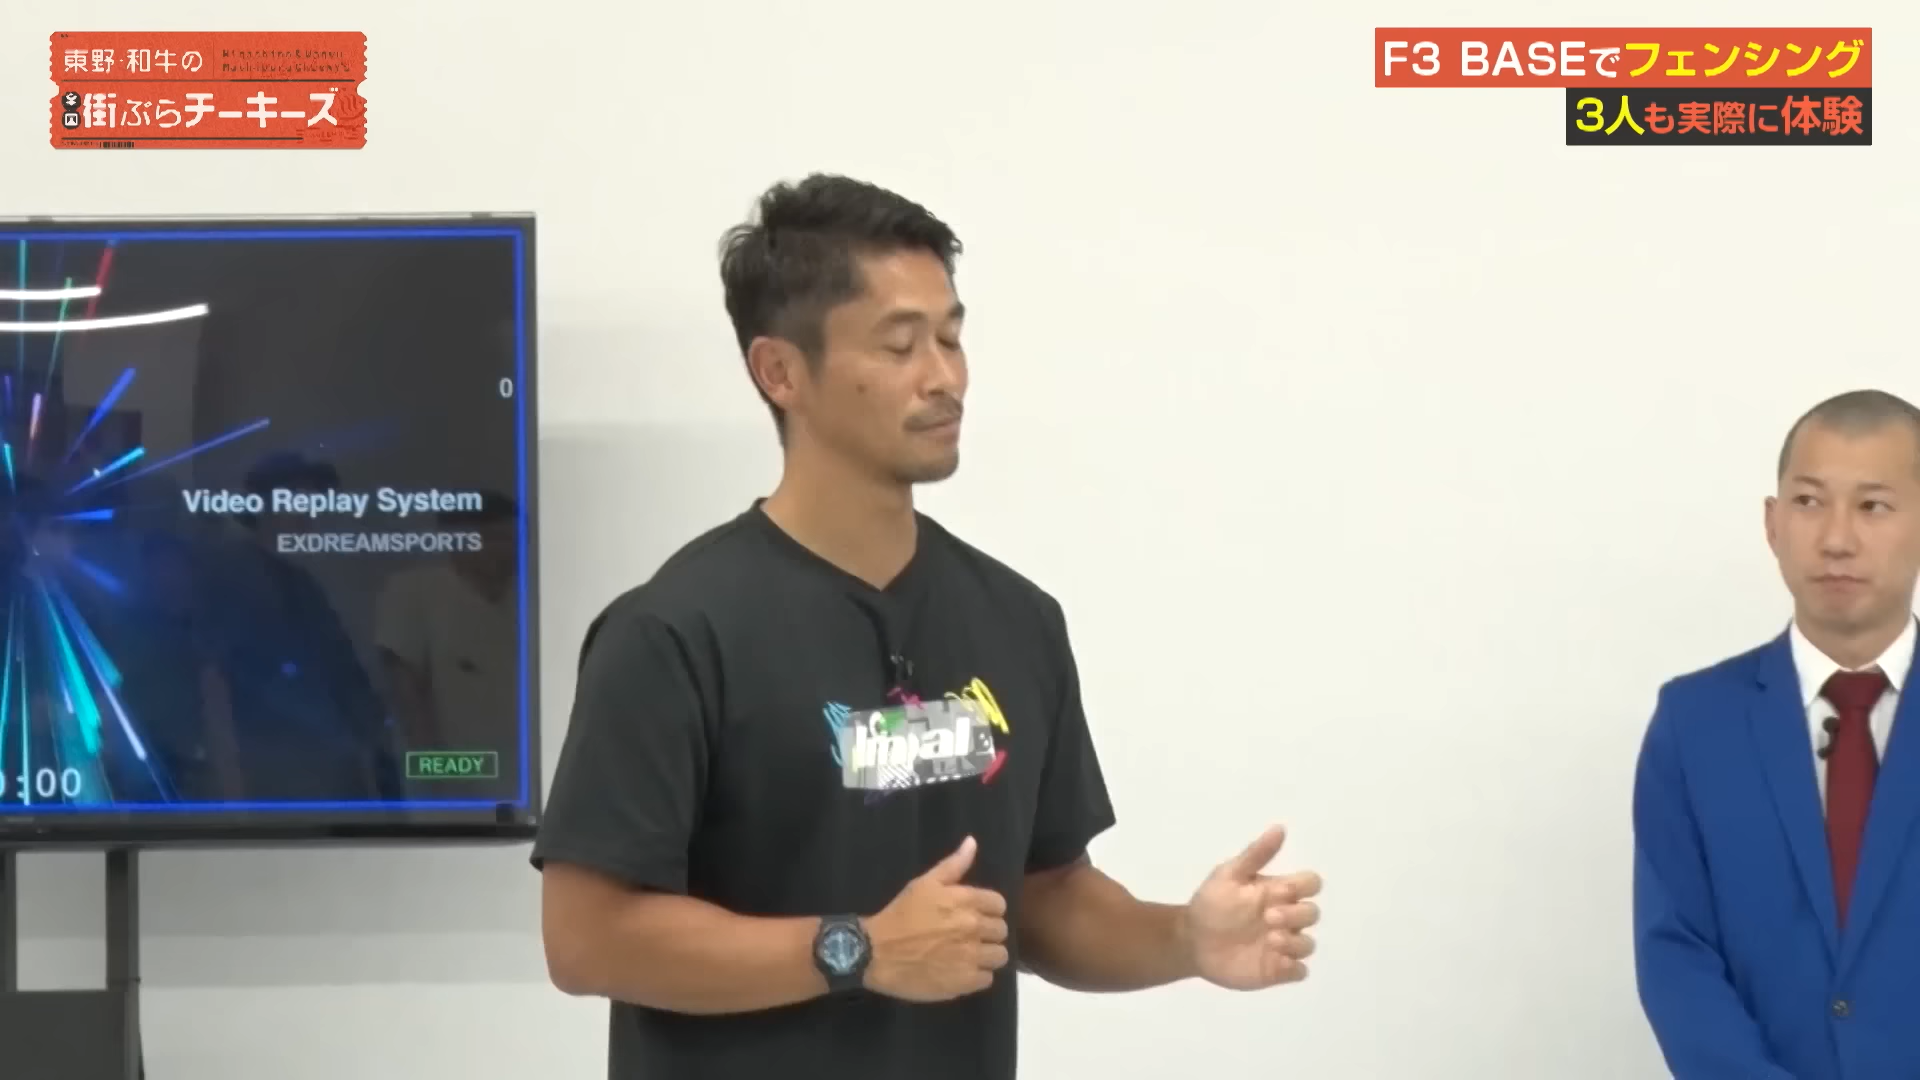 東野・和牛の
街ぶらチーキーズ
F3 BASEでフェンシング
3人も実際に体験
0
Video Replay System
EXDREAMSPORTS
READY
:00